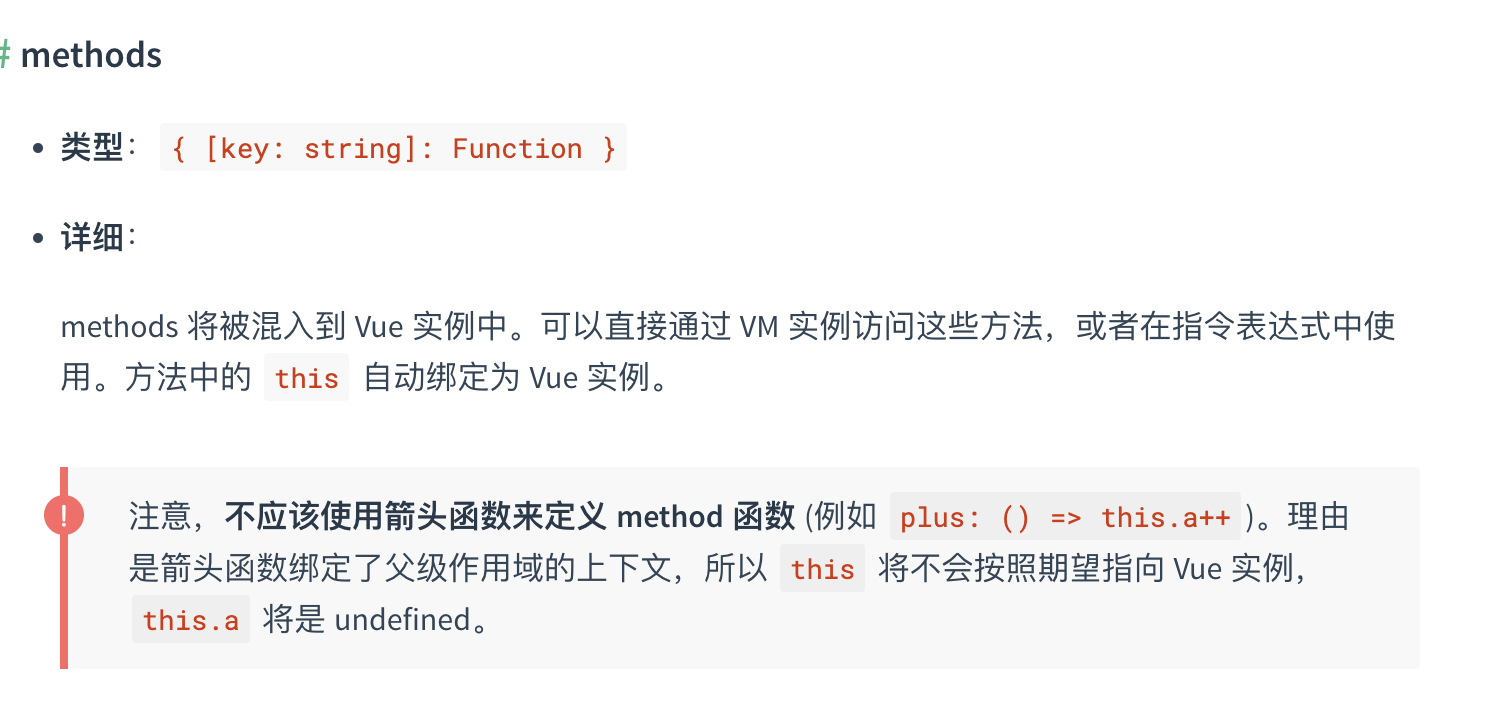 # methods
• 类型： { [key: string]: Function }
• 详细：
methods 将被混入到 Vue 实例中。可以直接通过 VM 实例访问这些方法，或者在指令表达式中使
用。方法中的 this 自动绑定为 Vue 实例。
! 注意，不应该使用箭头函数来定义 method 函数 (例如 plus: () => this.a++)。理由
是箭头函数绑定了父级作用域的上下文，所以 this 将不会按照期望指向 Vue 实例，
this.a 将是 undefined。